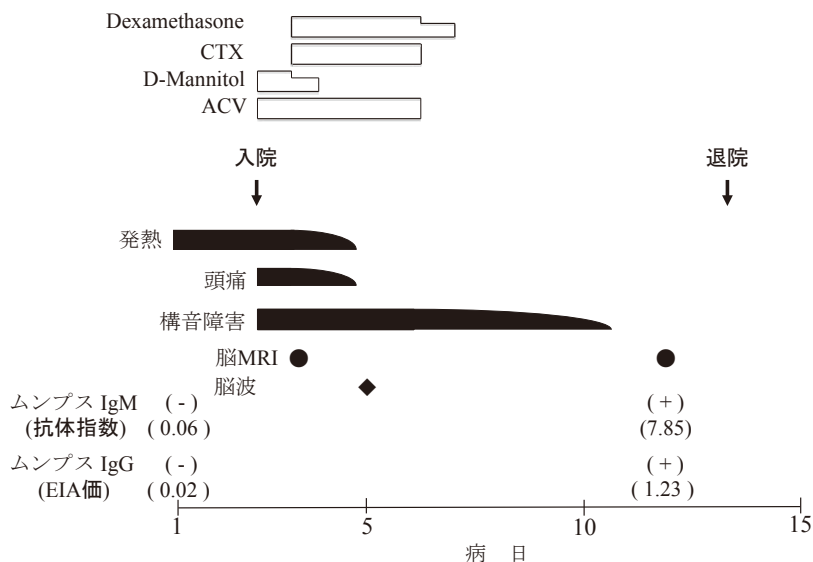 Dexamethasone
CTX
D-Mannitol
ACV
入院 退院
発熱
頭痛
構音障害
脳MRI
脳波
ムンプス IgM ( - ) ( + )
(抗体指数) ( 0.06 ) (7.85)
ムンプス IgG ( - ) ( + )
(EIA価) ( 0.02 ) ( 1.23 )
1 5 10 15
病 日